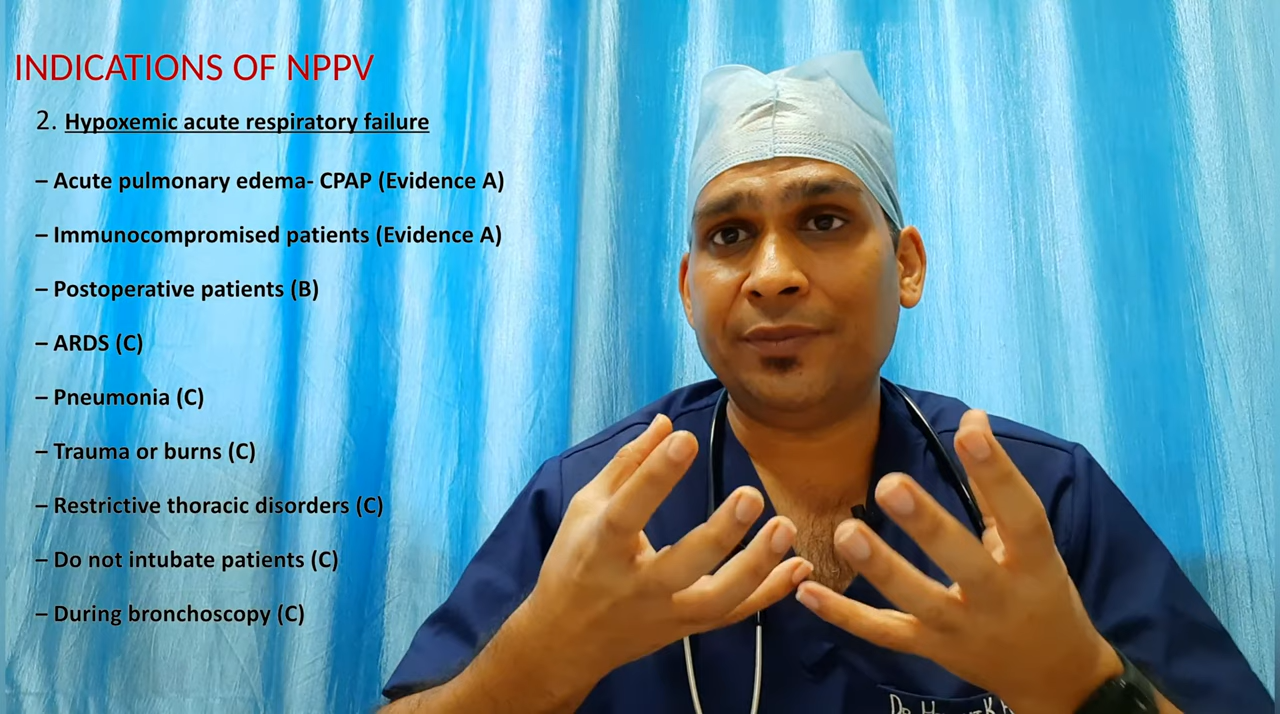 INDICATIONS OF NPPV
2. Hypoxemic acute respiratory failure
– Acute pulmonary edema- CPAP (Evidence A)
– Immunocompromised patients (Evidence A)
– Postoperative patients (B)
– ARDS (C)
– Pneumonia (C)
– Trauma or burns (C)
– Restrictive thoracic disorders (C)
– Do not intubate patients (C)
– During bronchoscopy (C)
DR